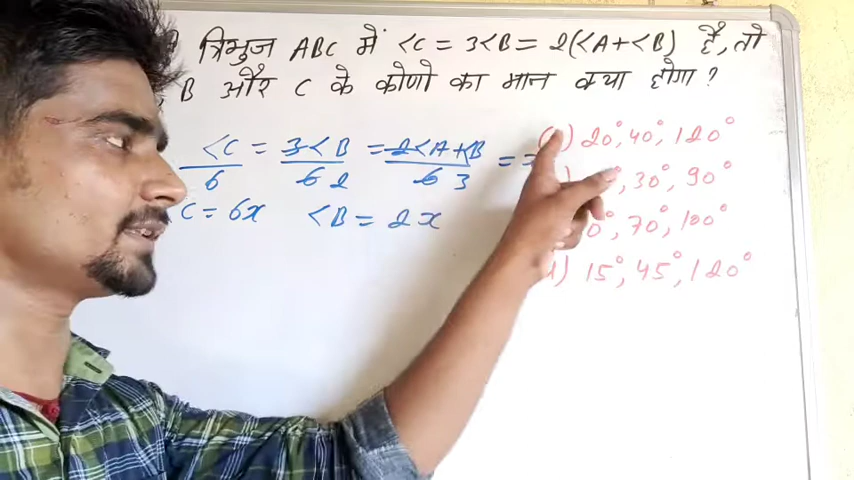 त्रिभुज ABC में <C = 3<B = 2(<A+<B) है, तो
B और C के कोणो का मान क्या होगा ?
<C = 3<B = 2<A+<B =
6 6 2 6 3
C = 6x <B = 2x
) 20°, 40°, 120°
, 30°, 90°
0°, 70°, 100°
) 15°, 45°, 120°